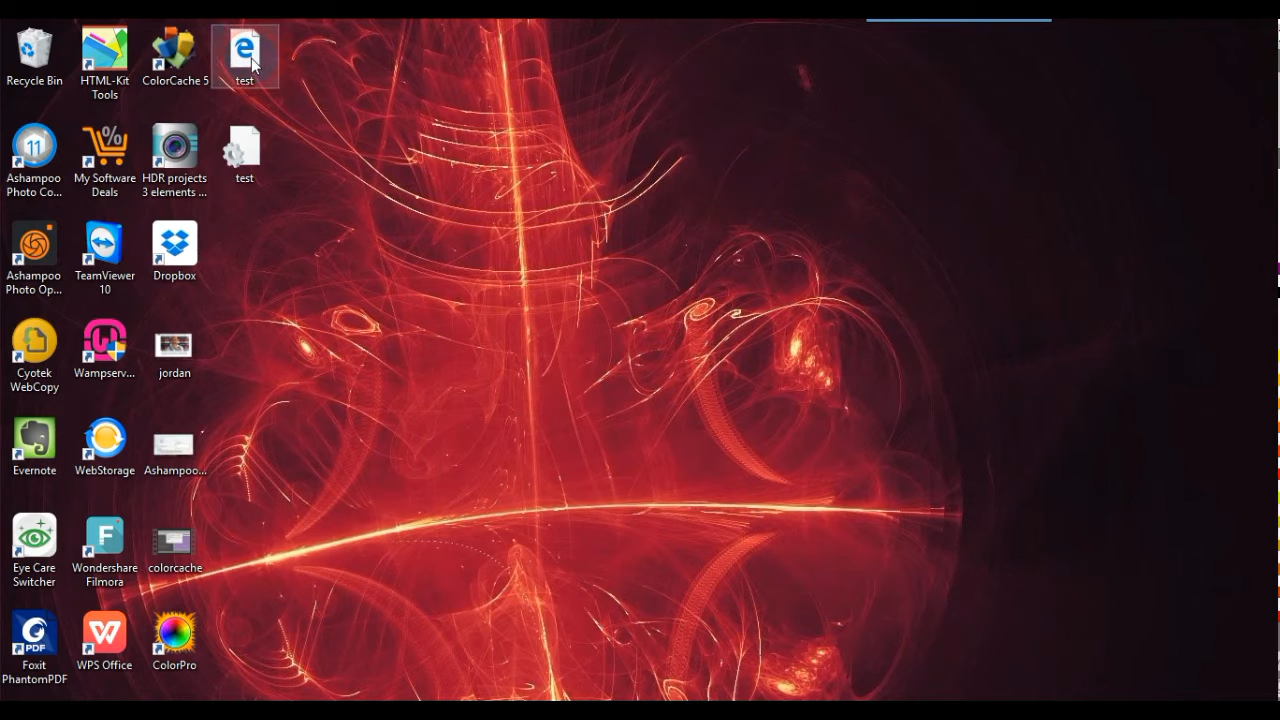 Recycle Bin
HTML-Kit
Tools
ColorCache 5
test
11
Ashampoo
Photo Co...
%
My Software
Deals
HDR projects
3 elements ...
test
Ashampoo
Photo Op...
TeamViewer
10
Dropbox
Cyotek
WebCopy
Wampserv...
jordan
Evernote
WebStorage
Ashampoo...
Eye Care
Switcher
F
Wondershare
Filmora
colorcache
PDF
Foxit
PhantomPDF
W
WPS Office
ColorPro